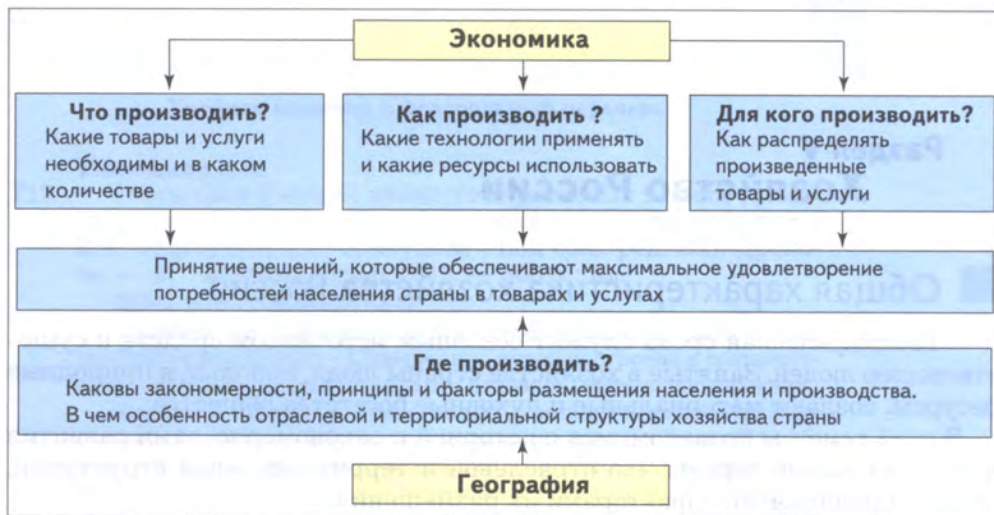 Экономика
Что производить?
Какие товары и услуги
необходимы и в каком
количестве
Как производить ?
Какие технологии применять
и какие ресурсы использовать
Для кого производить?
Как распределять
произведенные
товары и услуги
Принятие решений, которые обеспечивают максимальное удовлетворение
потребностей населения страны в товарах и услугах
Где производить?
Каковы закономерности, принципы и факторы размещения населения и производства.
В чем особенность отраслевой и территориальной структуры хозяйства страны
География